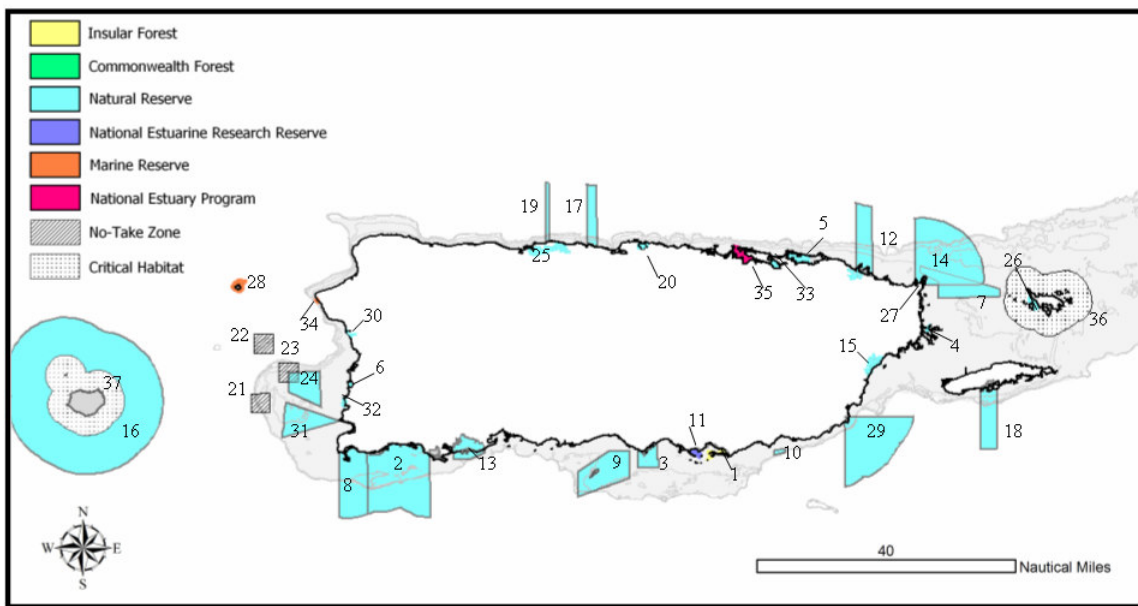 Insular Forest
Commonwealth Forest
Natural Reserve
National Estuarine Research Reserve
Marine Reserve
National Estuary Program
No-Take Zone
Critical Habitat
19
17
5
12
25
20
35
33
14
26
7
27
36
28
34
22
30
23
24
6
21
32
37
16
31
15
4
18
29
11
2
13
9
3
1
10
8
N
W
E
S
40
Nautical Miles